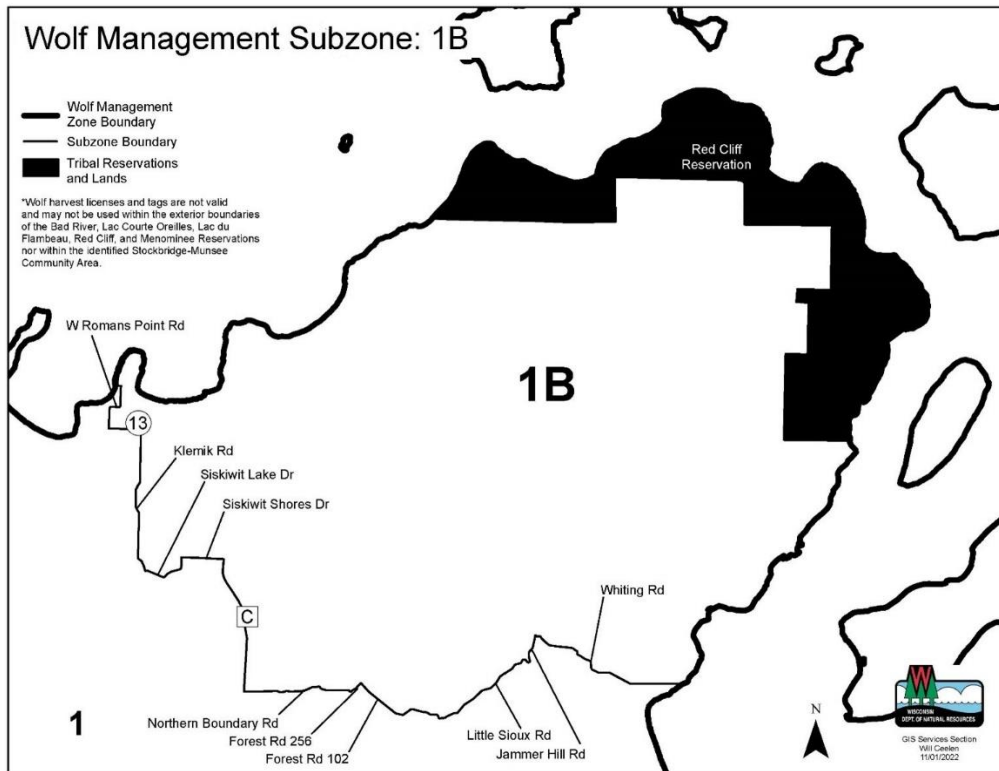 Wolf Management Subzone: 1B
Wolf Management
Zone Boundary
Subzone Boundary
Tribal Reservations
and Lands
*Wolf harvest licenses and tags are not valid
and may not be used within the exterior boundaries
of the Bad River, Lac Courte Oreilles, Lac du
Flambeau, Red Cliff, and Menominee Reservations
nor within the identified Stockbridge-Munsee
Community Area.
Red Cliff
Reservation
W Romans Point Rd
1B
13
Klemik Rd
Siskiwit Lake Dr
Siskiwit Shores Dr
C
Whiting Rd
1
Northern Boundary Rd
Forest Rd 256
Forest Rd 102
Little Sioux Rd
Jammer Hill Rd
N
W
WISCONSIN
DEPT. OF NATURAL RESOURCES
GIS Services Section
Will Ceelen
11/01/2022